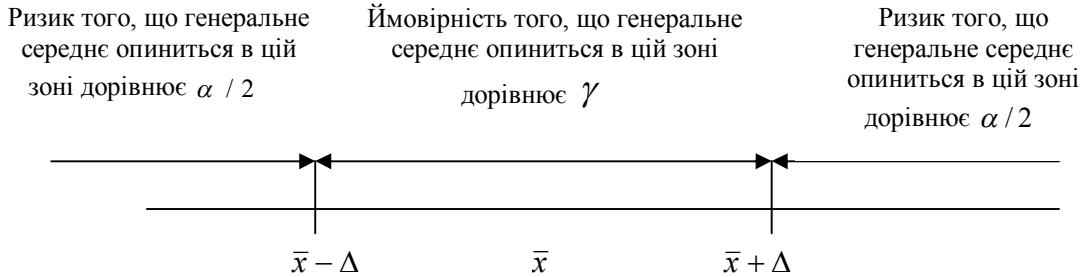 Ризик того, що генеральне
середнє опиниться в цій
зоні дорівнює α / 2
Ймовірність того, що генеральне
середнє опиниться в цій зоні
дорівнює γ
Ризик того, що
генеральне середнє
опиниться в цій зоні
дорівнює α / 2
x̅ − Δ
x̅
x̅ + Δ